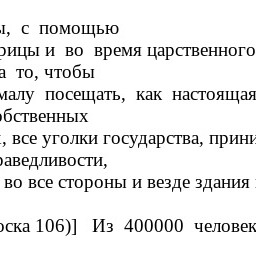 ы, с помощью
рицы и во время царственного
а то, чтобы
малу посещать, как настоящая
обственных
, все уголки государства, прини
раведливости,
во все стороны и везде здания
оска 106)] Из 400000 человек